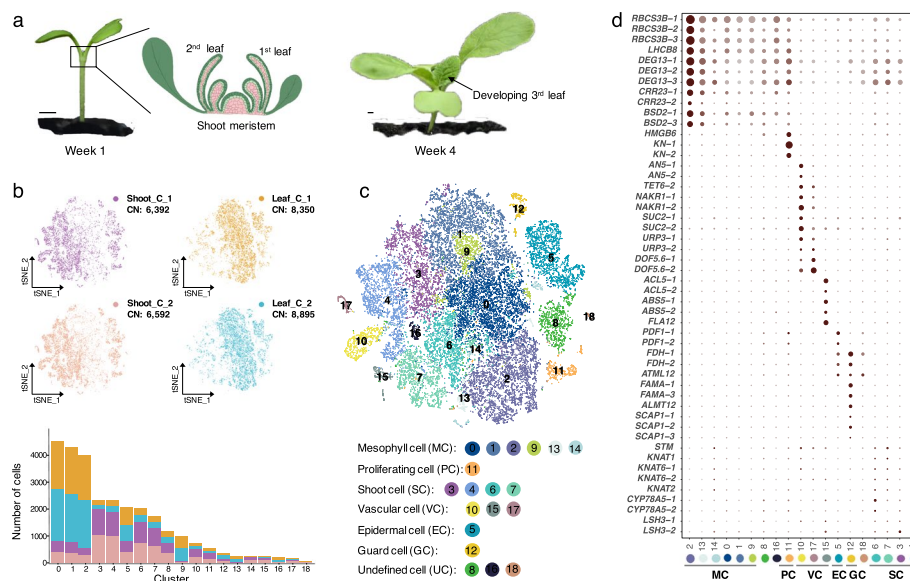 a
2nd leaf
1st leaf
Developing 3rd leaf
Shoot meristem
Week 1
Week 4
b
Shoot_C_1
CN: 6,392
Leaf_C_1
CN: 8,350
tSNE_2
tSNE_1
tSNE_2
tSNE_1
Shoot_C_2
CN: 6,592
Leaf_C_2
CN: 8,895
tSNE_2
tSNE_1
tSNE_2
tSNE_1
Number of cells
4000
3000
2000
1000
0
0 1 2 3 4 5 6 7 8 9 10 11 12 13 14 15 16 17 18
Cluster
c
12
1
9
5
3
4
0
17
8
18
16
10
6
14
11
15
7
2
13
Mesophyll cell (MC): 0 1 2 9 13 14
Proliferating cell (PC): 11
Shoot cell (SC): 3 4 6 7
Vascular cell (VC): 10 15 17
Epidermal cell (EC): 5
Guard cell (GC): 12
Undefined cell (UC): 8 16 18
d
RBCS3B-1
RBCS3B-2
RBCS3B-3
LHCB8
DEG13-1
DEG13-2
DEG13-3
CRR23-1
CRR23-2
BSD2-1
BSD2-3
HMGB6
KN-1
KN-2
AN5-1
AN5-2
TET6-2
NAKR1-1
NAKR1-2
SUC2-1
SUC2-2
URP3-1
URP3-2
DOF5.6-1
DOF5.6-2
ACL5-1
ACL5-2
ABS5-1
ABS5-2
FLA12
PDF1-1
PDF1-2
FDH-1
FDH-2
ATML12
FAMA-1
FAMA-3
ALMT12
SCAP1-1
SCAP1-2
SCAP1-3
STM
KNAT1
KNAT6-1
KNAT6-2
KNAT2
CYP78A5-1
CYP78A5-2
LSH3-1
LSH3-2
2 13 14 0 1 9 8 16 11 10 17 15 5 12 18 6 7 3
MC PC VC EC GC SC